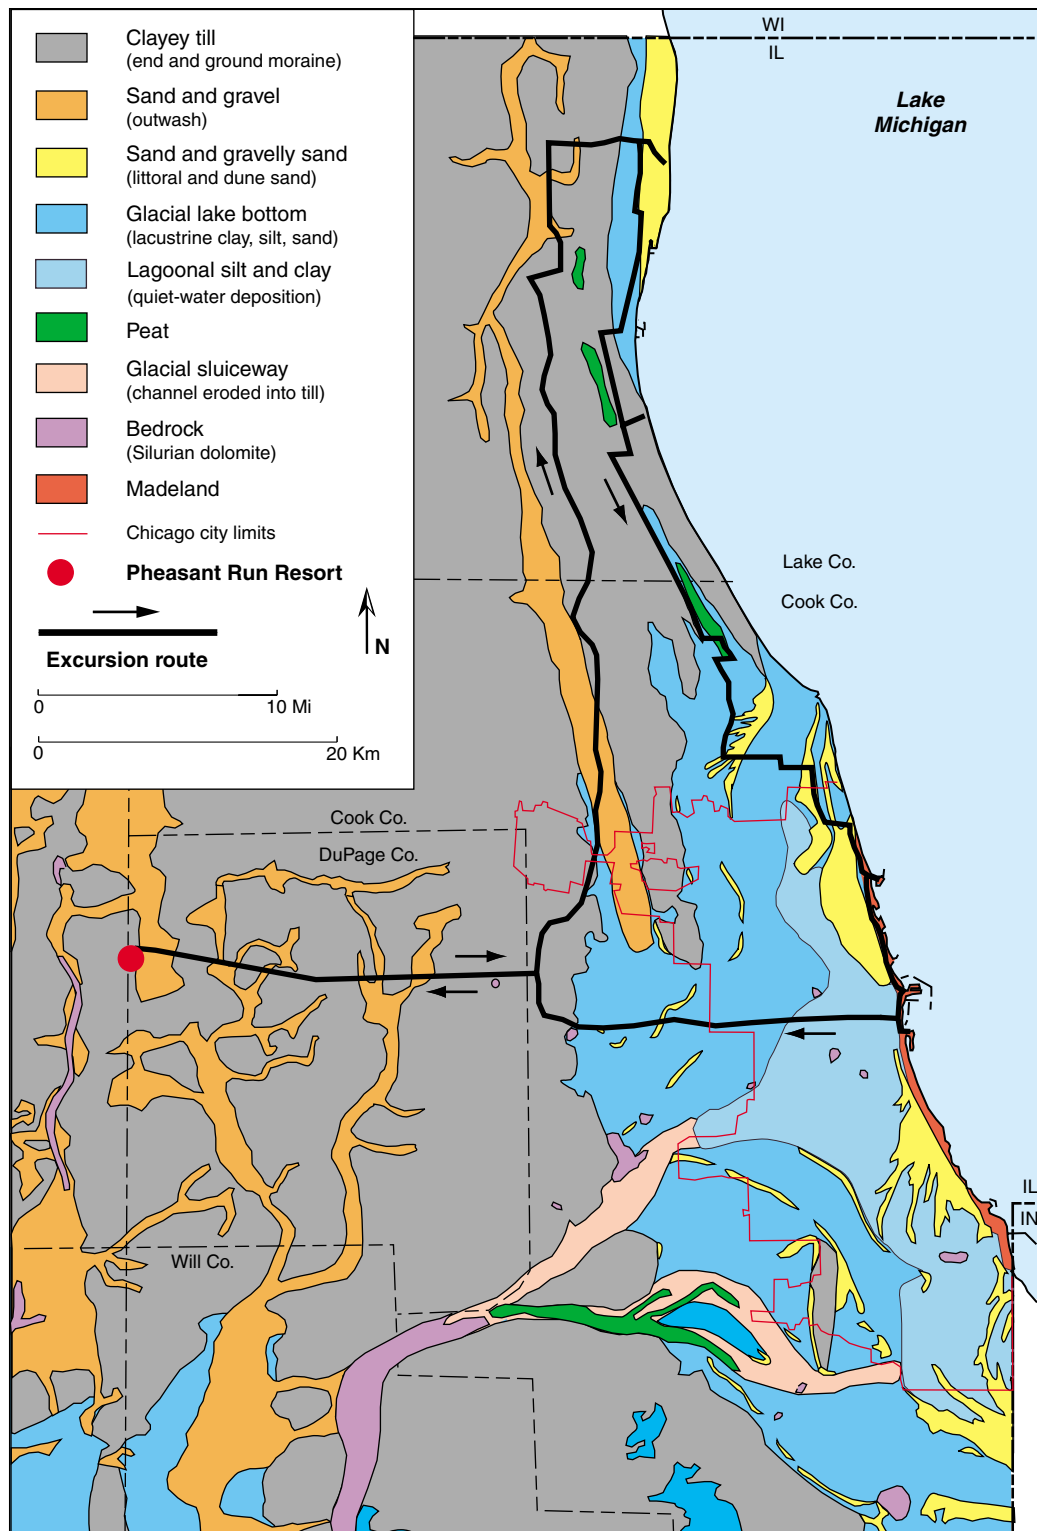 Clayey till
(end and ground moraine)
Sand and gravel
(outwash)
Sand and gravelly sand
(littoral and dune sand)
Glacial lake bottom
(lacustrine clay, silt, sand)
Lagoonal silt and clay
(quiet-water deposition)
Peat
Glacial sluiceway
(channel eroded into till)
Bedrock
(Silurian dolomite)
Madeland
Chicago city limits
Pheasant Run Resort
N
Excursion route
0 10 Mi
0 20 Km
WI
IL
Lake
Michigan
Lake Co.
Cook Co.
Cook Co.
DuPage Co.
Will Co.
IL
IN